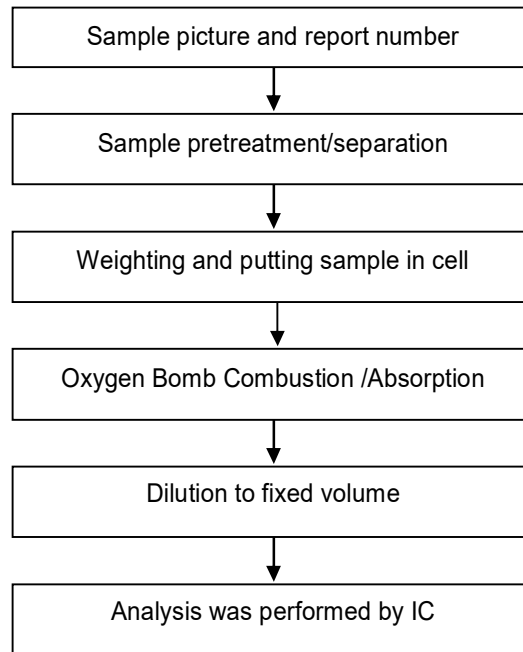 Sample picture and report number
Sample pretreatment/separation
Weighting and putting sample in cell
Oxygen Bomb Combustion /Absorption
Dilution to fixed volume
Analysis was performed by IC